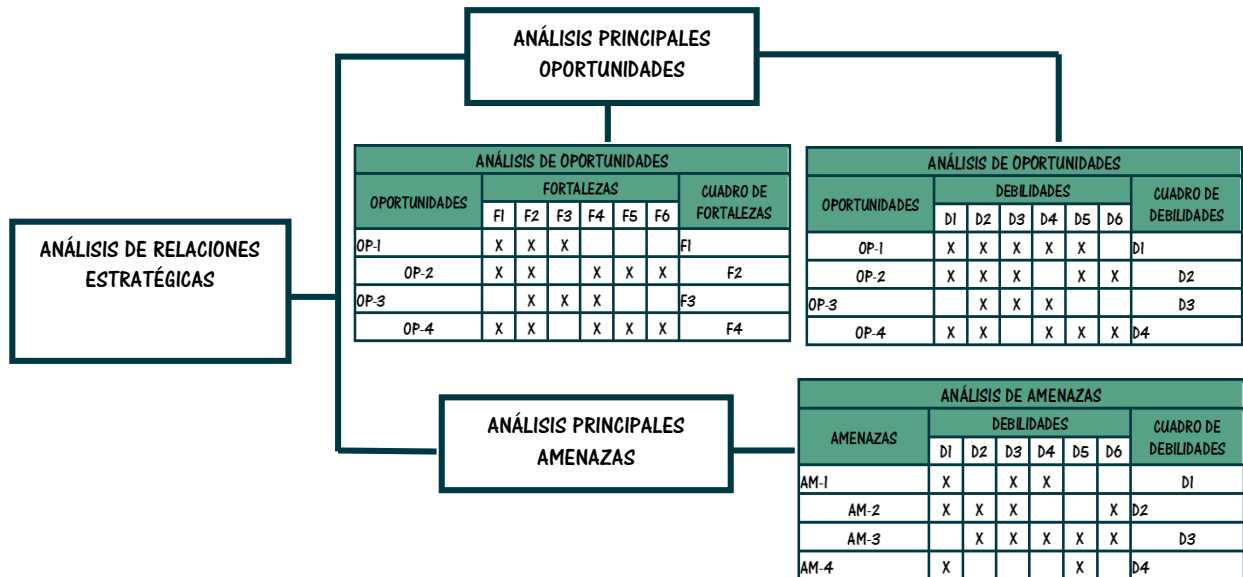 ANÁLISIS PRINCIPALES
OPORTUNIDADES
ANÁLISIS DE RELACIONES
ESTRATÉGICAS
ANÁLISIS DE OPORTUNIDADES
OPORTUNIDADES FORTALEZAS CUADRO DE FORTALEZAS
F1 F2 F3 F4 F5 F6
OP-1 X X X F1
OP-2 X X X X X F2
OP-3 X X X F3
OP-4 X X X X X F4
ANÁLISIS DE OPORTUNIDADES
OPORTUNIDADES DEBILIDADES CUADRO DE DEBILIDADES
D1 D2 D3 D4 D5 D6
OP-1 X X X X X D1
OP-2 X X X X X D2
OP-3 X X X D3
OP-4 X X X X X D4
ANÁLISIS PRINCIPALES
AMENAZAS
ANÁLISIS DE AMENAZAS
AMENAZAS DEBILIDADES CUADRO DE DEBILIDADES
D1 D2 D3 D4 D5 D6
AM-1 X X X D1
AM-2 X X X X D2
AM-3 X X X X X D3
AM-4 X X D4